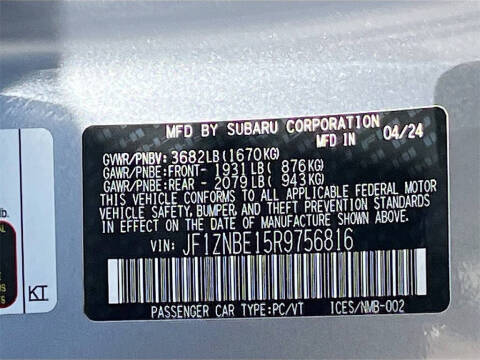 MFD BY SUBARU CORPORATION
MFD IN 04/24
GVWR/PNBV: 3682LB(1670KG)
GAWR/PNBE:FRONT- 1931LB( 876KG)
GAWR/PNBE:REAR - 2079LB( 943KG)
THIS VEHICLE CONFORMS TO ALL APPLICABLE FEDERAL MOTOR
VEHICLE SAFETY, BUMPER, AND THEFT PREVENTION STANDARDS
IN EFFECT ON THE DATE OF MANUFACTURE SHOWN ABOVE.
VIN: JF1ZNBE15R9756816
PASSENGER CAR TYPE:PC/VT ICES/NMB-002
lb.
KI